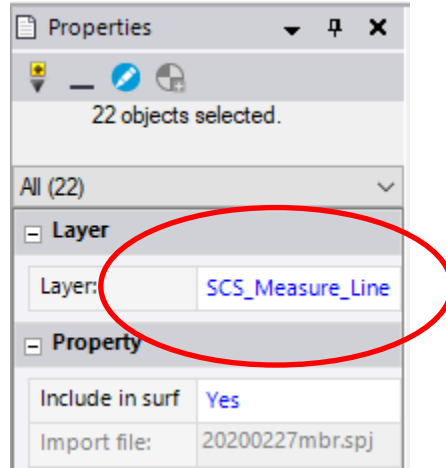 Properties
22 objects selected.
All (22)
Layer
Layer: SCS_Measure_Line
Property
Include in surf Yes
Import file: 20200227mbr.spj